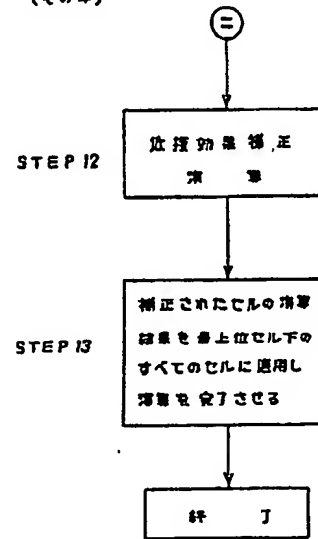 (その4)
ニ
STEP 12
近接効果補正
演算
STEP 13
補正されたセルの演算
結果を最上位セル下の
すべてのセルに適用し
演算を完了させる
終了